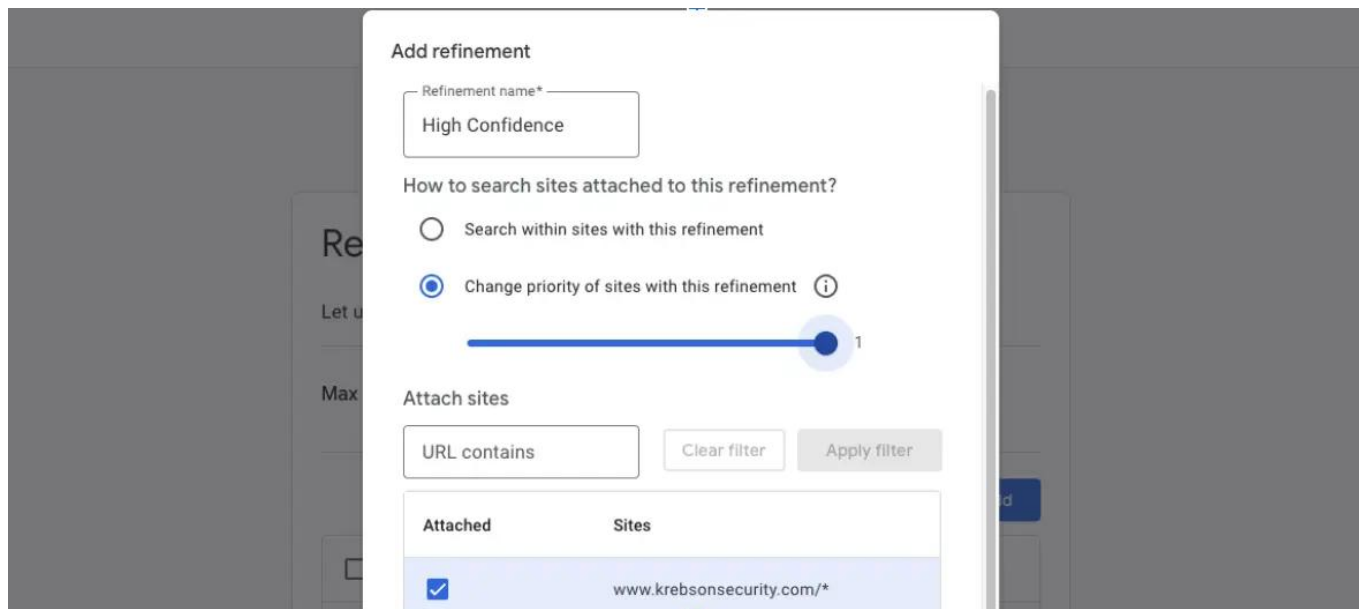 Add refinement
Refinement name*
High Confidence
How to search sites attached to this refinement?
Search within sites with this refinement
Re
Change priority of sites with this refinement
Let u
1
Max
Attach sites
URL contains Clear filter Apply filter
Attached Sites
www.krebsonsecurity.com/*